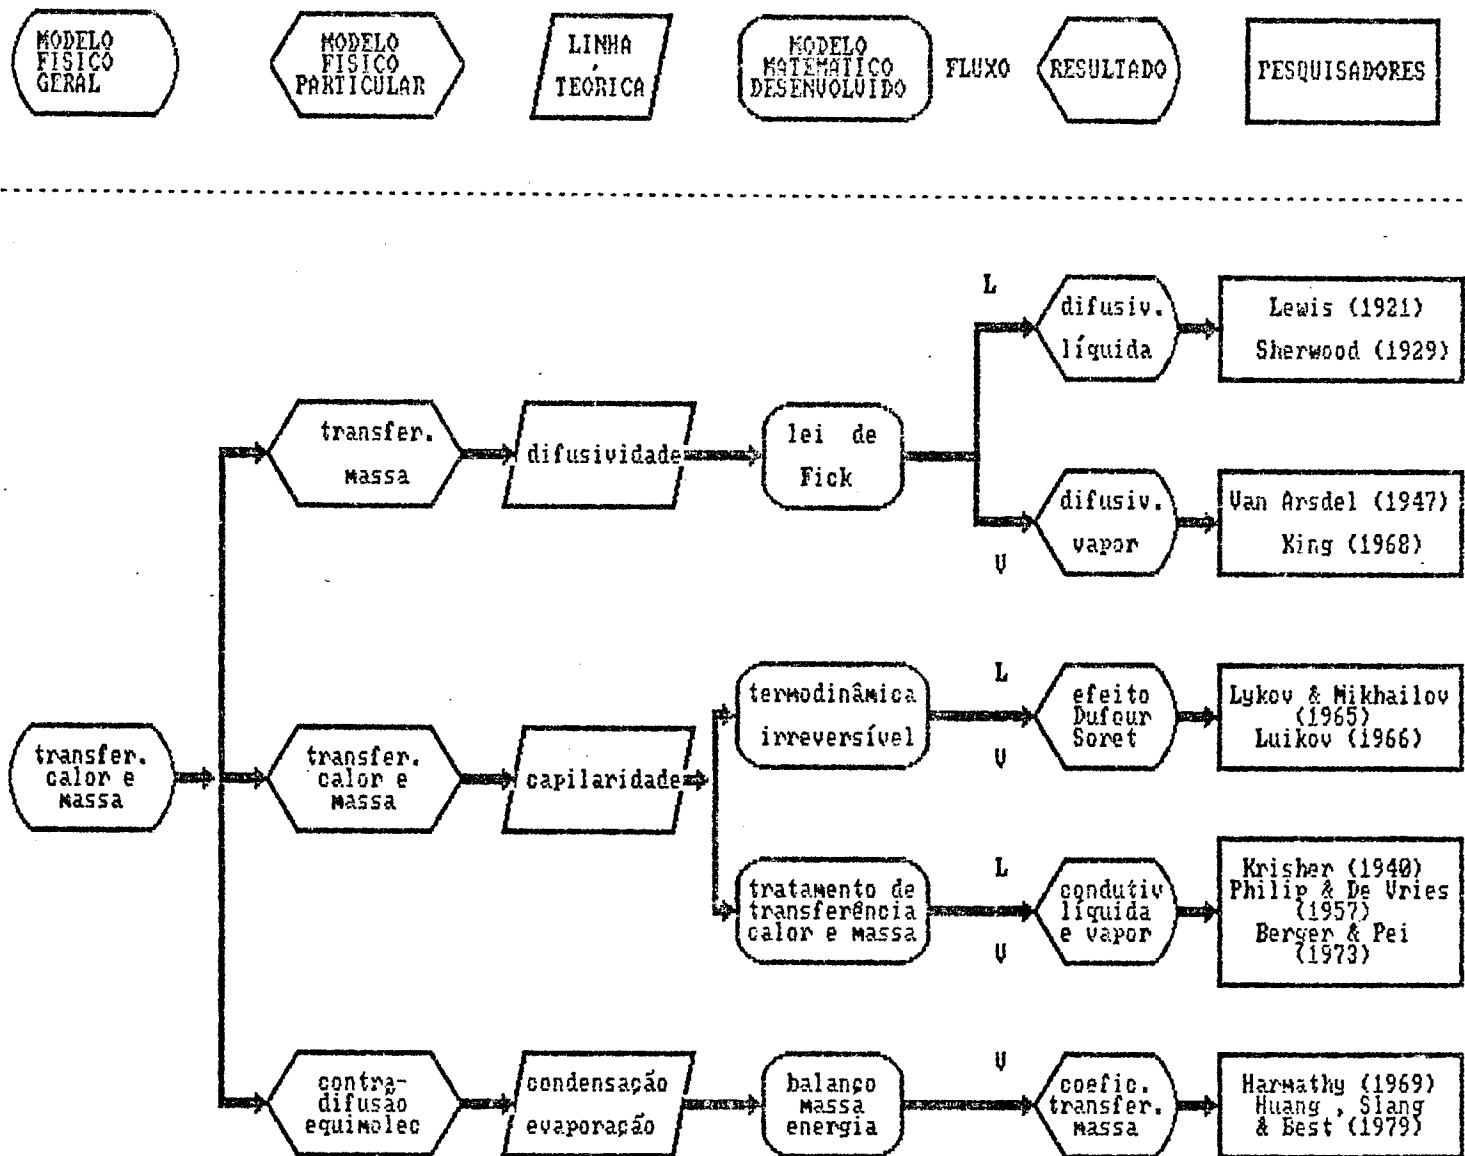 MODELO
FISICO
GERAL
MODELO
FISICO
PARTICULAR
LINHA
TEORICA
MODELO
MATEMATICO
DESENVOLVIDO
FLUXO
RESULTADO
PESQUISADORES
L
difusiv.
líquida
Lewis (1921)
Sherwood (1929)
transfer.
massa
difusividade
lei de
Fick
difusiv.
vapor
V
Van Arsdel (1947)
King (1968)
transfer.
calor e
massa
transfer.
calor e
massa
capilaridade
termodinâmica
irreversível
L
V
efeito
Dufour
Soret
Lykov & Mikhailov
(1965)
Luikov (1966)
tratamento de
transferência
calor e massa
L
V
condutiv
líquida
e vapor
Krisher (1940)
Philip & De Vries
(1957)
Berger & Pei
(1973)
contra-
difusão
equimolec
condensação
evaporação
balanço
massa
energia
V
coefic.
transfer.
massa
Harmathy (1969)
Huang , Siang
& Best (1979)